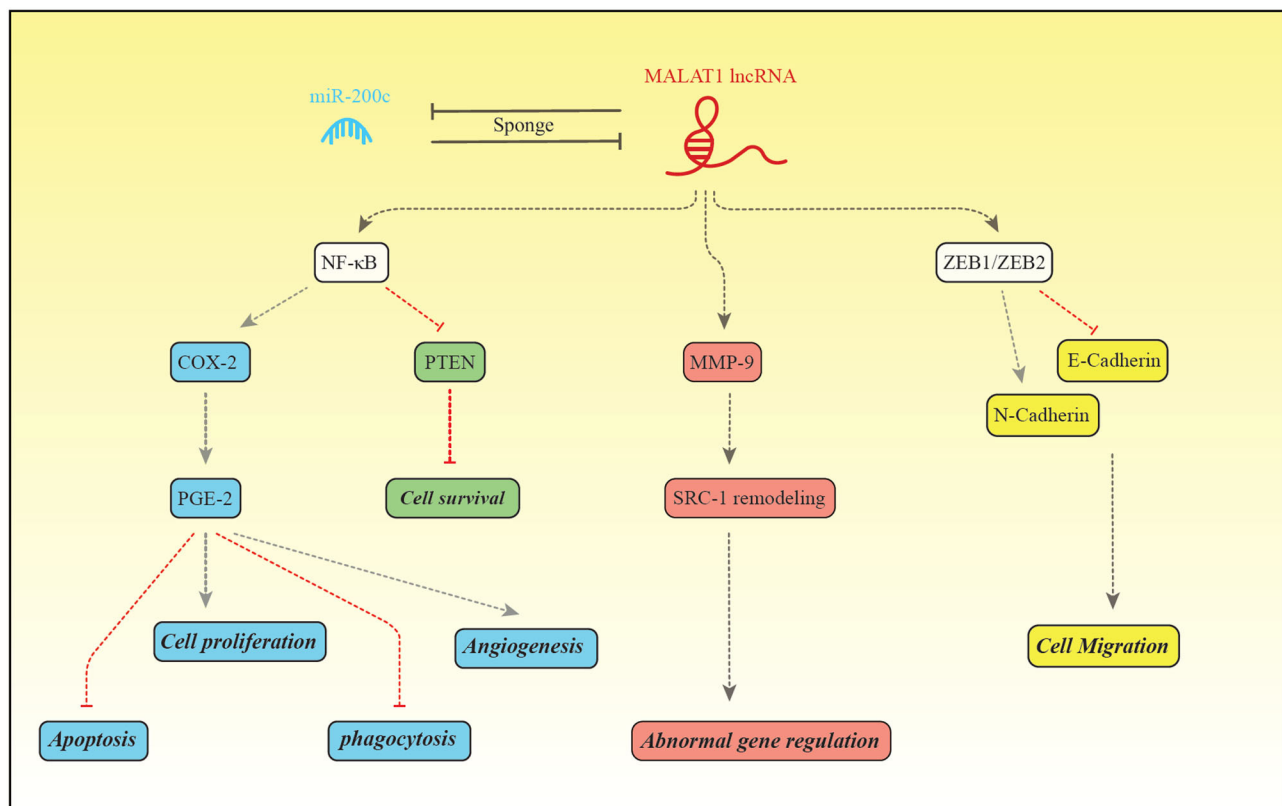 MALAT1 lncRNA
miR-200c
Sponge
NF-κB
ZEB1/ZEB2
COX-2
PTEN
MMP-9
E-Cadherin
N-Cadherin
PGE-2
Cell survival
SRC-1 remodeling
Cell proliferation
Angiogenesis
Cell Migration
Apoptosis
phagocytosis
Abnormal gene regulation